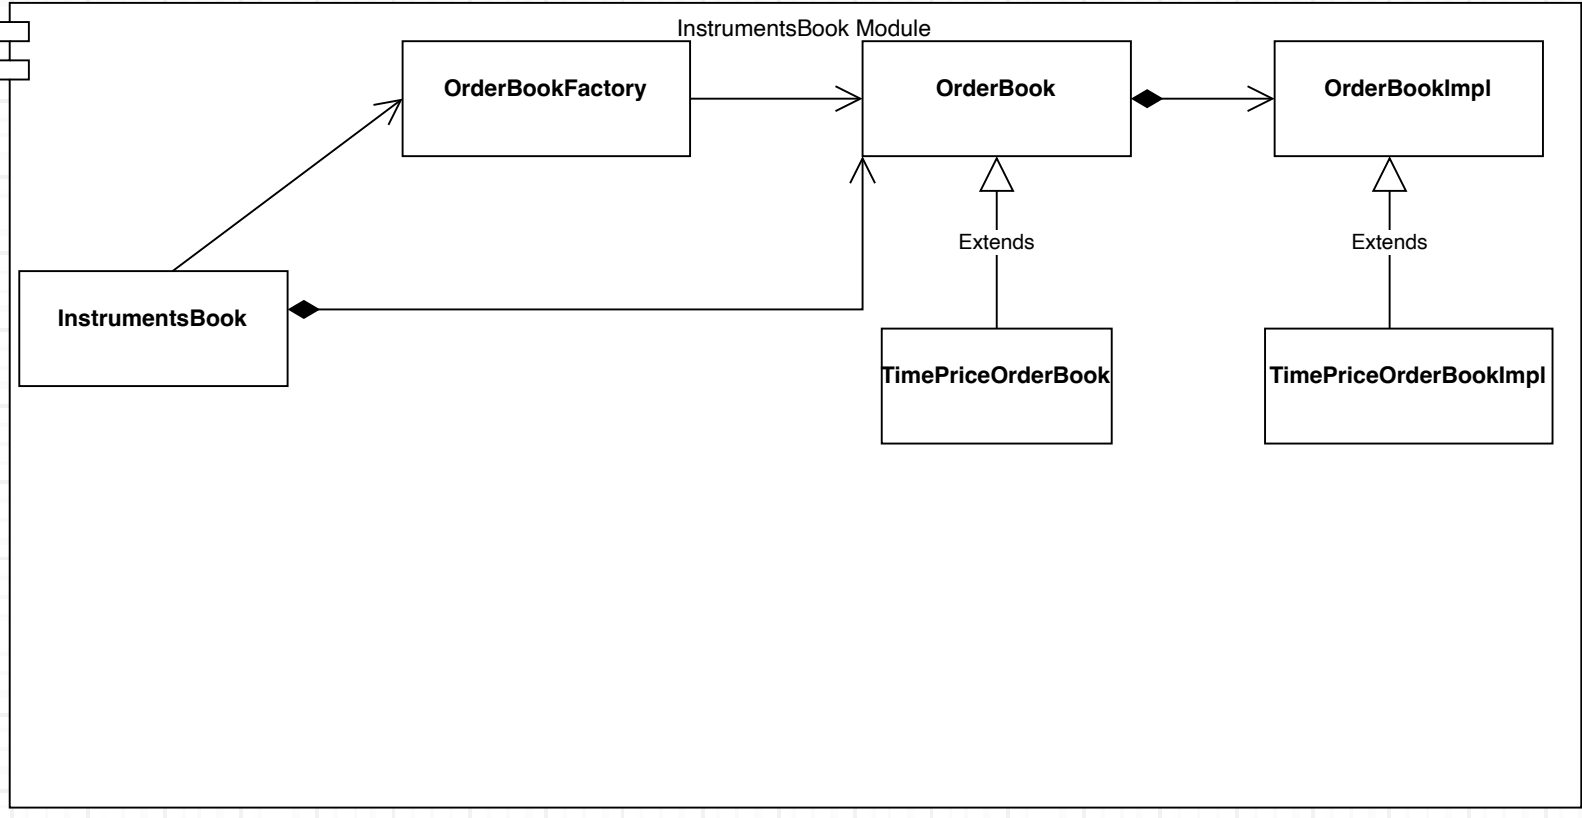 InstrumentsBook Module
OrderBookFactory
OrderBook
OrderBookImpl
Extends
Extends
InstrumentsBook
TimePriceOrderBook
TimePriceOrderBookImpl